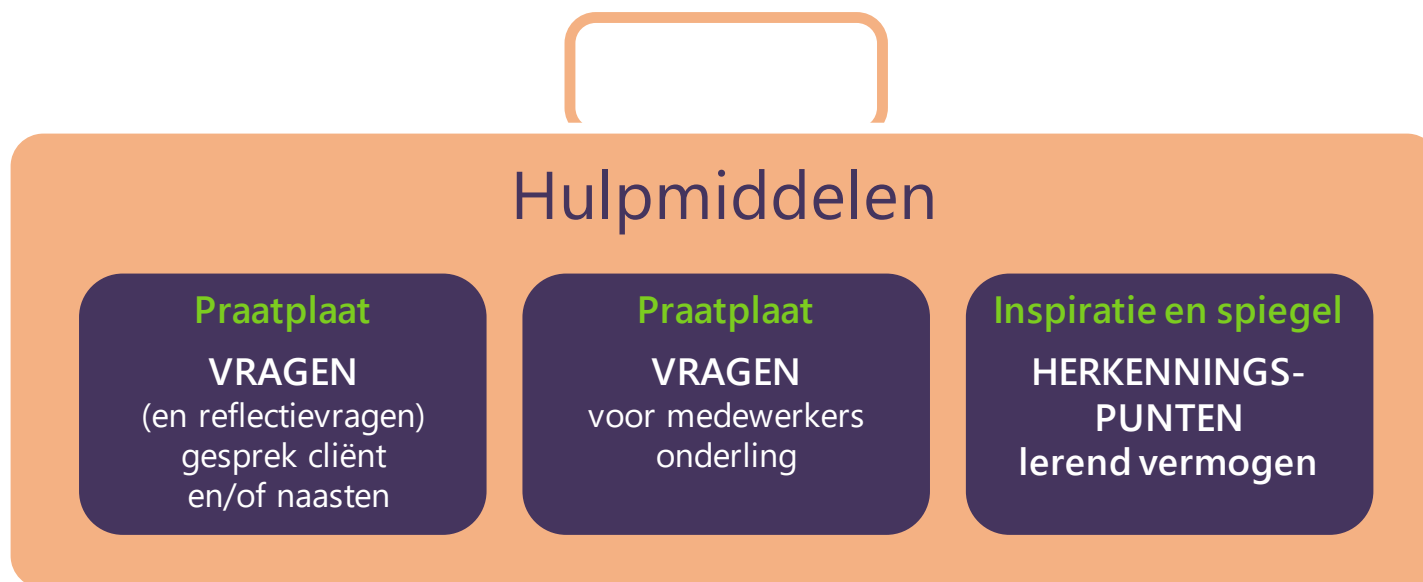 Hulpmiddelen
Praatplaat
VRAGEN
(en reflectievragen)
gesprek cliënt
en/of naasten
Praatplaat
VRAGEN
voor medewerkers
onderling
Inspiratie en spiegel
HERKENNINGS-
PUNTEN
lerend vermogen